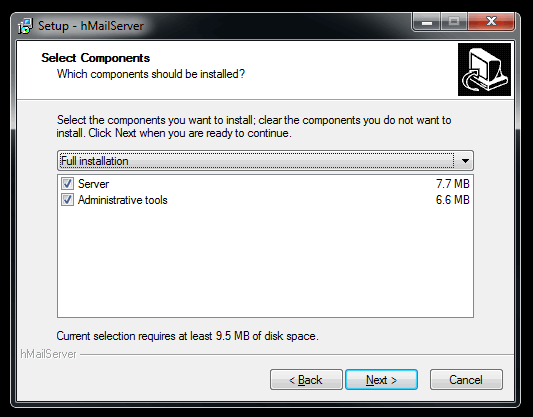 Setup - hMailServer
Select Components
Which components should be installed?
Select the components you want to install; clear the components you do not want to
install. Click Next when you are ready to continue.
Full installation
Server 7.7 MB
Administrative tools 6.6 MB
Current selection requires at least 9.5 MB of disk space.
hMailServer
< Back Next > Cancel